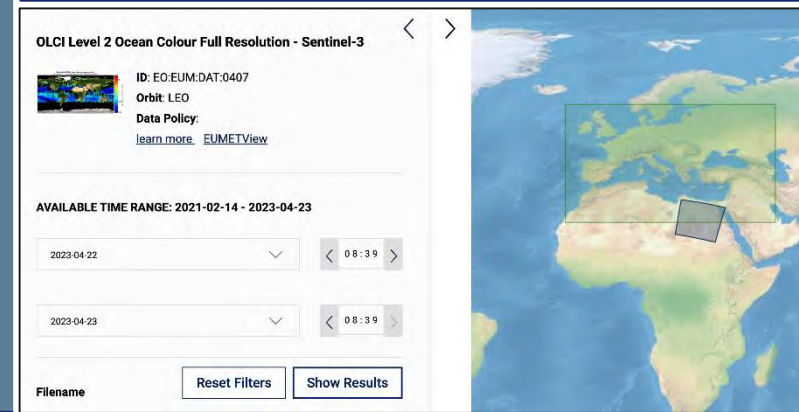 OLCI Level 2 Ocean Colour Full Resolution - Sentinel-3
ID: EO:EUM:DAT:0407
Orbit: LEO
Data Policy:
learn more EUMETView
AVAILABLE TIME RANGE: 2021-02-14 - 2023-04-23
2023-04-22
08:39
2023-04-23
08:39
Filename
Reset Filters
Show Results